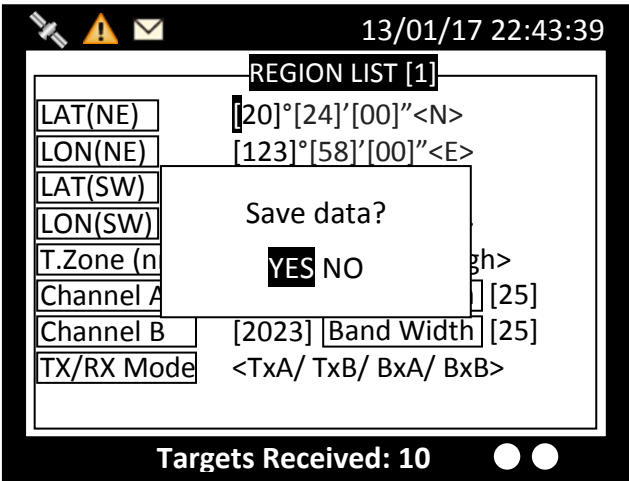 13/01/17 22:43:39
REGION LIST [1]
LAT(NE) [20]°[24]’[00]”<N>
LON(NE) [123]°[58]’[00]”<E>
LAT(SW)
LON(SW)
Save data?
T.Zone (n gh>
YES NO
Channel A [25]
Channel B [2023] Band Width [25]
TX/RX Mode <TxA/ TxB/ BxA/ BxB>
Targets Received: 10